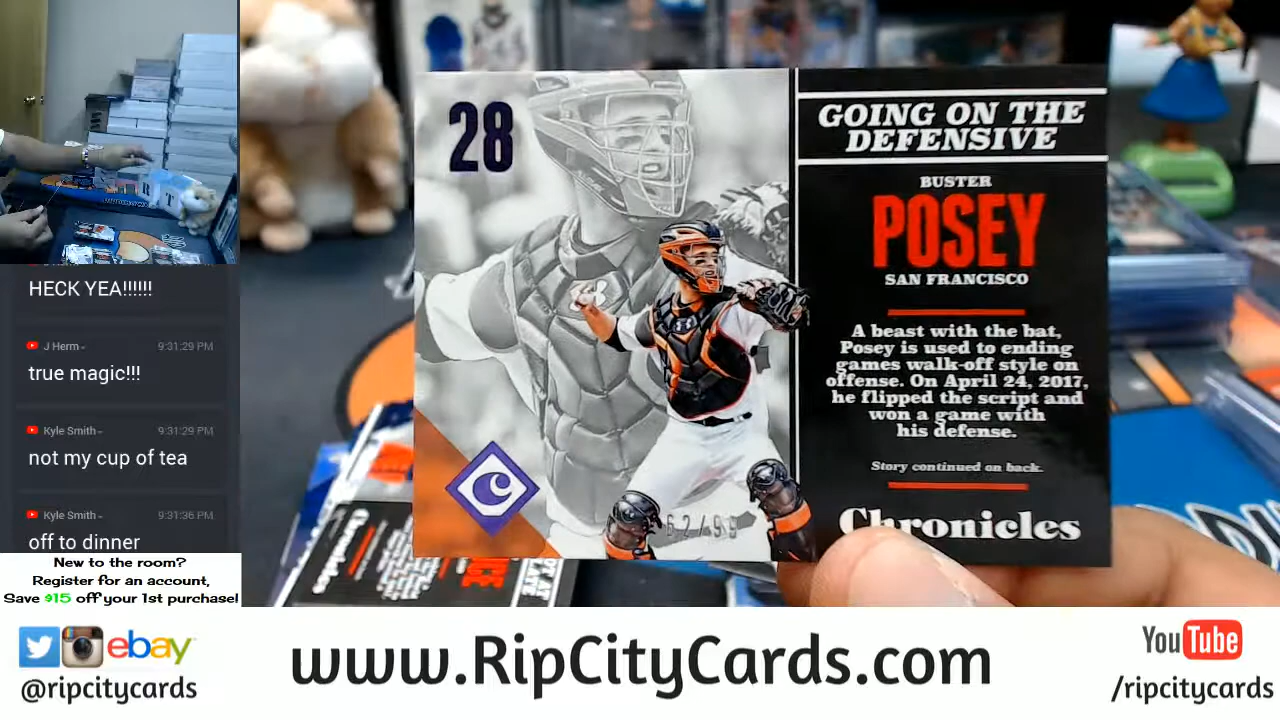 HECK YEA!!!!!!
J Herm
9:31:29 PM
true magic!!!
Kyle Smith
9:31:29 PM
not my cup of tea
Kyle Smith
9:31:36 PM
off to dinner
New to the room?
Register for an account,
Save $15 off your 1st purchase!
28
C
62/99
GOING ON THE
DEFENSIVE
BUSTER
POSEY
SAN FRANCISCO
A beast with the bat,
Posey is used to ending
games walk-off style on
offense. On April 24, 2017,
he flipped the script and
won a game with
his defense.
Story continued on back.
Chronicles
Chronicles
ebay
@ripcitycards
www.RipCityCards.com
YouTube
/ripcitycards